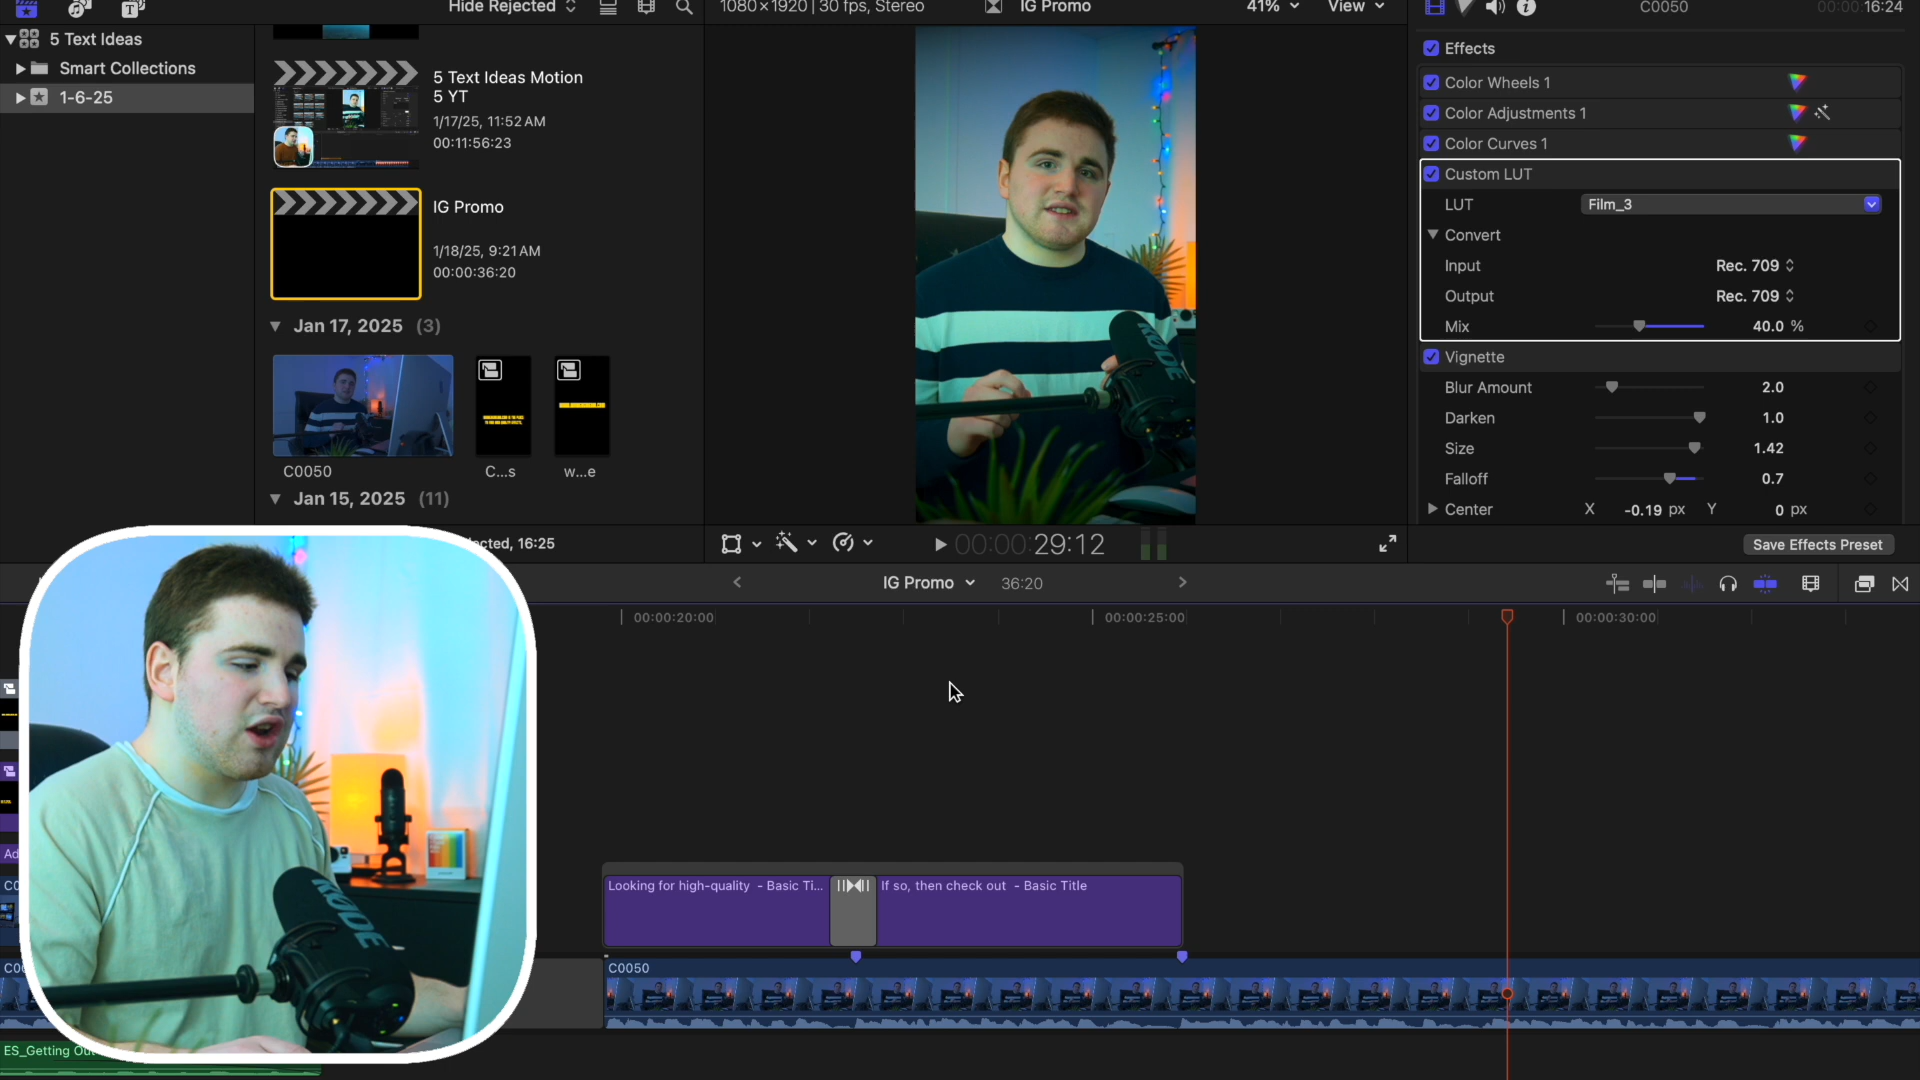 Hide Rejected
1080×1920 | 30 fps, Stereo
IG Promo
41%
View
C0050
00:00:16:24
5 Text Ideas
Smart Collections
1-6-25
5 Text Ideas Motion
5 YT
1/17/25, 11:52 AM
00:11:56:23
IG Promo
1/18/25, 9:21 AM
00:00:36:20
Jan 17, 2025 (3)
C0050
C...s
w...e
Jan 15, 2025 (11)
cted, 16:25
00:00:29:12
Effects
Color Wheels 1
Color Adjustments 1
Color Curves 1
Custom LUT
LUT
Film_3
Convert
Input
Rec. 709
Output
Rec. 709
Mix
40.0 %
Vignette
Blur Amount
2.0
Darken
1.0
Size
1.42
Falloff
0.7
Center
X -0.19 px Y 0 px
Save Effects Preset
IG Promo
36:20
00:00:20:00
00:00:25:00
00:00:30:00
Looking for high-quality - Basic Ti...
If so, then check out - Basic Title
C0050
Ad
C0
C0
ES_Getting Ou
RØDE
RØDE